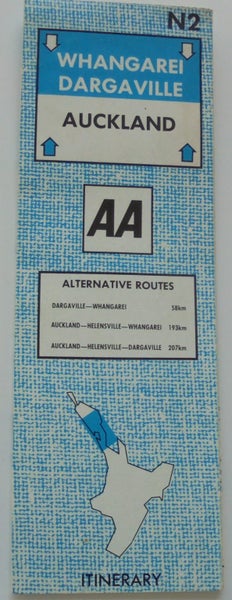 N2
WHANGAREI
DARGAVILLE
AUCKLAND
AA
ALTERNATIVE ROUTES
DARGAVILLE—WHANGAREI 58km
AUCKLAND—HELENSVILLE—WHANGAREI 193km
AUCKLAND—HELENSVILLE—DARGAVILLE 207km
ITINERARY